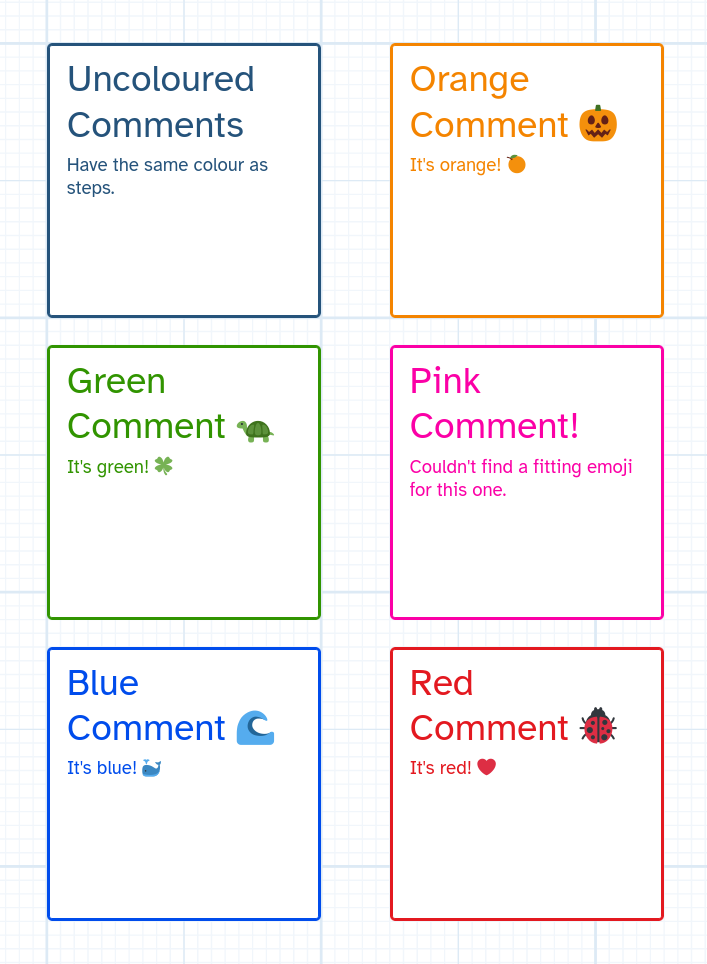 Uncoloured
Comments
Have the same colour as
steps.
Orange
Comment 🎃
It's orange! 🍊
Green
Comment 🐢
It's green! 🍀
Pink
Comment!
Couldn't find a fitting emoji
for this one.
Blue
Comment 🌊
It's blue! 🐳
Red
Comment 🐞
It's red! ❤️